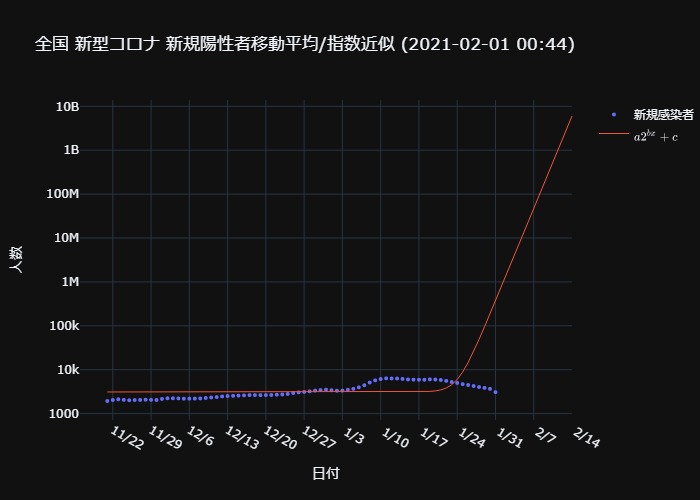 全国 新型コロナ 新規陽性者移動平均/指数近似 (2021-02-01 00:44)
新規感染者
a2^{bx} + c
10B
1B
100M
10M
1M
100k
10k
1000
人数
11/22
11/29
12/6
12/13
12/20
12/27
1/3
1/10
1/17
1/24
1/31
2/7
2/14
日付